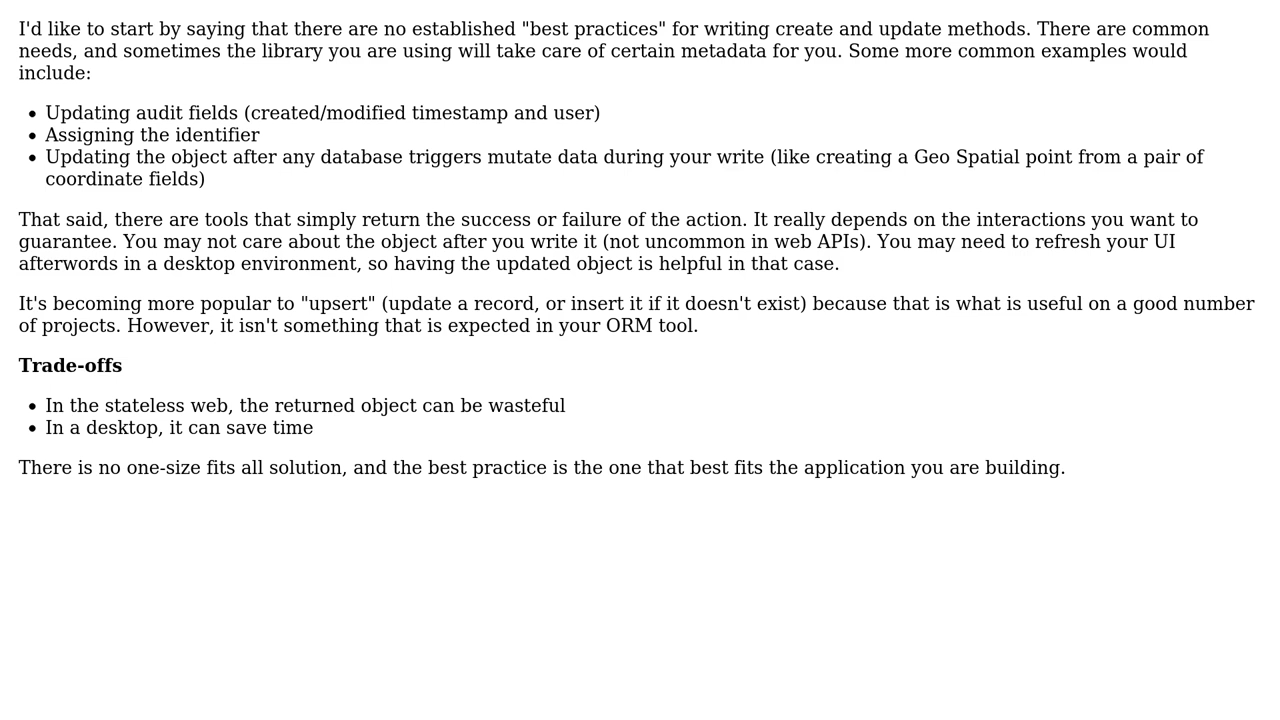 I'd like to start by saying that there are no established "best practices" for writing create and update methods. There are common
needs, and sometimes the library you are using will take care of certain metadata for you. Some more common examples would
include:
• Updating audit fields (created/modified timestamp and user)
• Assigning the identifier
• Updating the object after any database triggers mutate data during your write (like creating a Geo Spatial point from a pair of
coordinate fields)
That said, there are tools that simply return the success or failure of the action. It really depends on the interactions you want to
guarantee. You may not care about the object after you write it (not uncommon in web APIs). You may need to refresh your UI
afterwords in a desktop environment, so having the updated object is helpful in that case.
It's becoming more popular to "upsert" (update a record, or insert it if it doesn't exist) because that is what is useful on a good number
of projects. However, it isn't something that is expected in your ORM tool.
Trade-offs
• In the stateless web, the returned object can be wasteful
• In a desktop, it can save time
There is no one-size fits all solution, and the best practice is the one that best fits the application you are building.